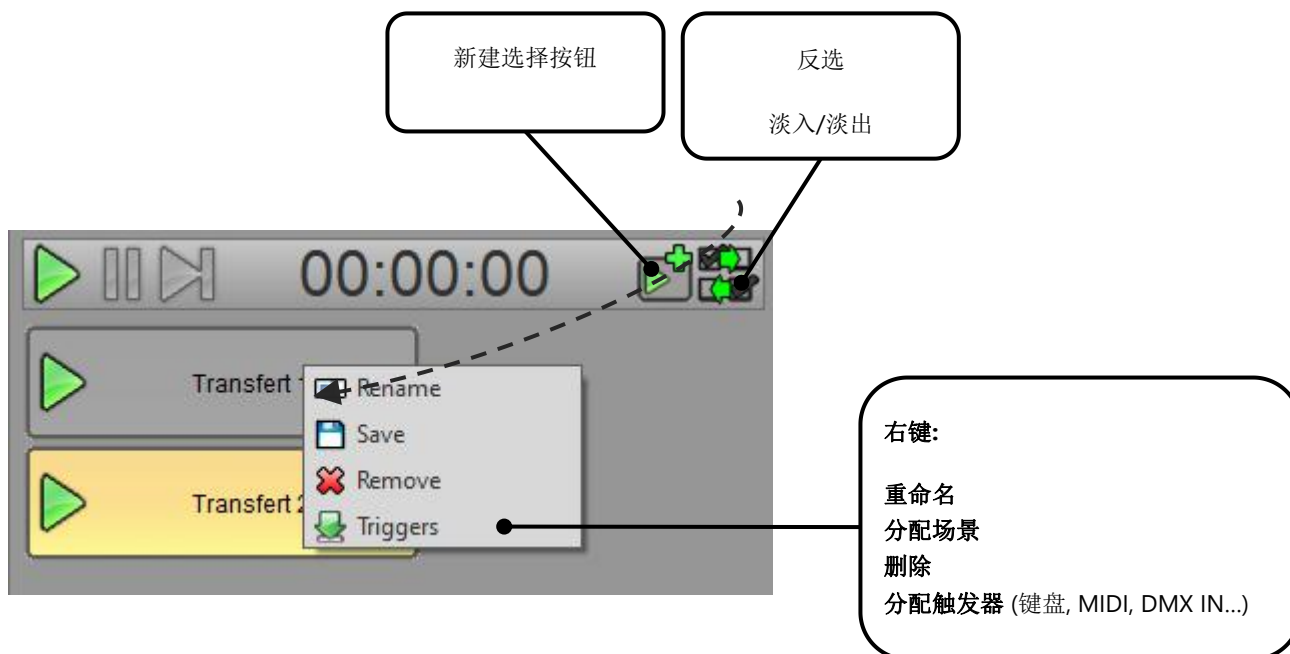 新建选择按钮
反选
淡入/淡出
00:00:00
Transfert 1
Rename
Save
Remove
Transfert 2
Triggers
右键:
重命名
分配场景
删除
分配触发器 (键盘, MIDI, DMX IN...)